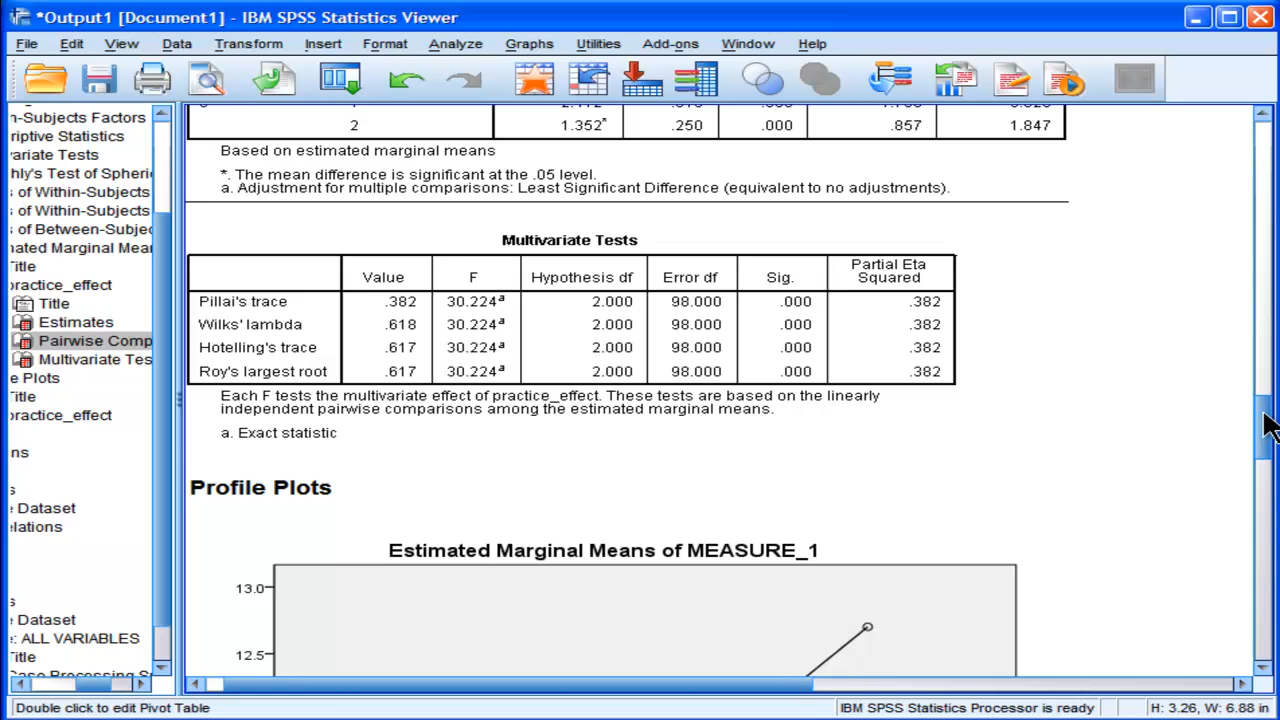 *Output1 [Document1] - IBM SPSS Statistics Viewer
File Edit View Data Transform Insert Format Analyze Graphs Utilities Add-ons Window Help
n-Subjects Factors
riptive Statistics
variate Tests
hly's Test of Spheri
s of Within-Subjects
s of Within-Subjects
s of Between-Subjec
nated Marginal Mear
Title
practice_effect
Title
Estimates
Pairwise Comp
Multivariate Tes
e Plots
Title
practice_effect
ns
s
e Dataset
elations
s
e Dataset
e: ALL VARIABLES
Title
2 1.352* .250 .000 .857 1.847
Based on estimated marginal means
*. The mean difference is significant at the .05 level.
a. Adjustment for multiple comparisons: Least Significant Difference (equivalent to no adjustments).
Multivariate Tests
Value F Hypothesis df Error df Sig. Partial Eta
Squared
Pillai's trace .382 30.224a 2.000 98.000 .000 .382
Wilks' lambda .618 30.224a 2.000 98.000 .000 .382
Hotelling's trace .617 30.224a 2.000 98.000 .000 .382
Roy's largest root .617 30.224a 2.000 98.000 .000 .382
Each F tests the multivariate effect of practice_effect. These tests are based on the linearly
independent pairwise comparisons among the estimated marginal means.
a. Exact statistic
Profile Plots
Estimated Marginal Means of MEASURE_1
13.0
12.5
Double click to edit Pivot Table
IBM SPSS Statistics Processor is ready
H: 3.26, W: 6.88 in